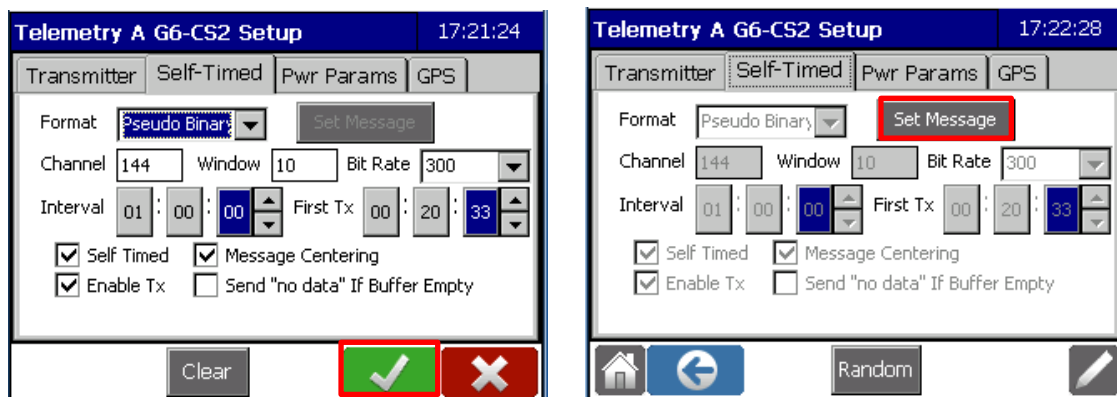 Telemetry A G6-CS2 Setup 17:21:24
Transmitter Self-Timed Pwr Params GPS
Format Pseudo Binary Set Message
Channel 144 Window 10 Bit Rate 300
Interval 01 : 00 : 00 First Tx 00 : 20 : 33
Self Timed Message Centering
Enable Tx Send "no data" If Buffer Empty
Clear
Telemetry A G6-CS2 Setup 17:22:28
Transmitter Self-Timed Pwr Params GPS
Format Pseudo Binary Set Message
Channel 144 Window 10 Bit Rate 300
Interval 01 : 00 : 00 First Tx 00 : 20 : 33
Self Timed Message Centering
Enable Tx Send "no data" If Buffer Empty
Random